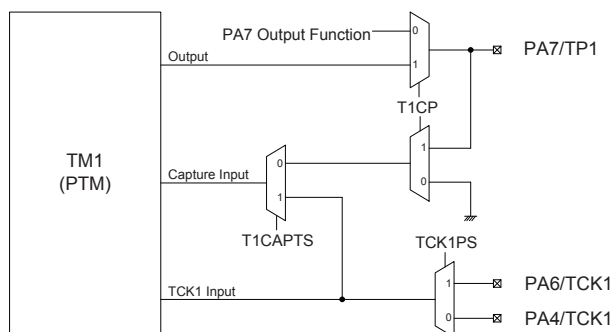 PA7 Output Function
0
PA7/TP1
Output
1
T1CP
TM1
(PTM)
1
0
Capture Input
0
1
T1CAPTS
TCK1PS
TCK1 Input
1
PA6/TCK1
0
PA4/TCK1